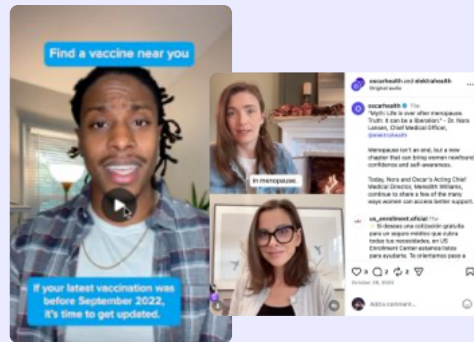 Find a vaccine near you
If your latest vaccination was
before September 2022,
it's time to get updated.
in menopause.
oscarhealth and elektrahealth
Original audio
oscarhealth 11w
"Myth: Life is over after menopause.
Truth: It can be a liberation." - Dr. Nora
Lansen, Chief Medical Officer,
@elektrahealth
Menopause isn't an end, but a new
chapter that can bring women newfound
confidence and self-awareness.
Today, Nora and Oscar's Acting Chief
Medical Director, Meredith Williams,
continue to share a few of the many
ways women can access better support.
us_enrollment.oficial 11w
Si deseas una cotización gratuita
para un seguro médico que cubra
todas tus necesidades, en US
Enrollment Center estamos listos
para ayudarte. Te orientamos paso a
October 26, 2023
Add a comment...